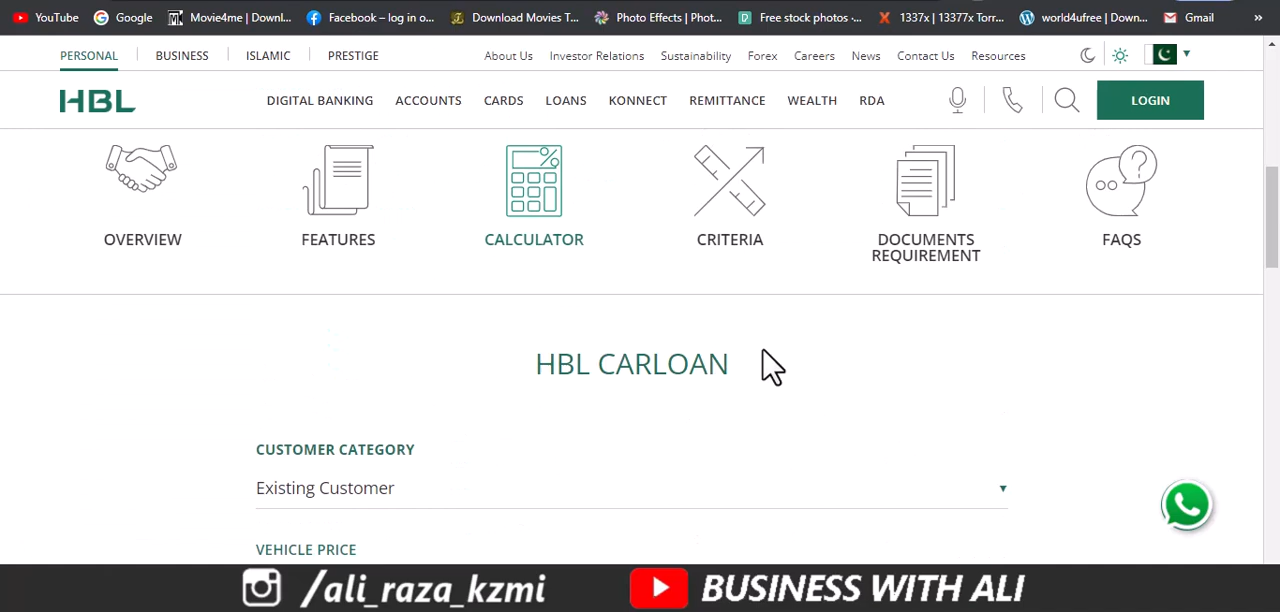 YouTube Google Movie4me | Downl... Facebook – log in o... Download Movies T... Photo Effects | Phot... Free stock photos -... 1337x | 13377x Torr... world4ufree | Down... Gmail »
PERSONAL BUSINESS ISLAMIC PRESTIGE About Us Investor Relations Sustainability Forex Careers News Contact Us Resources
HBL DIGITAL BANKING ACCOUNTS CARDS LOANS KONNECT REMITTANCE WEALTH RDA LOGIN
OVERVIEW FEATURES CALCULATOR CRITERIA DOCUMENTS REQUIREMENT FAQS
HBL CARLOAN
CUSTOMER CATEGORY
Existing Customer
VEHICLE PRICE
/ali_raza_kzmi BUSINESS WITH ALI